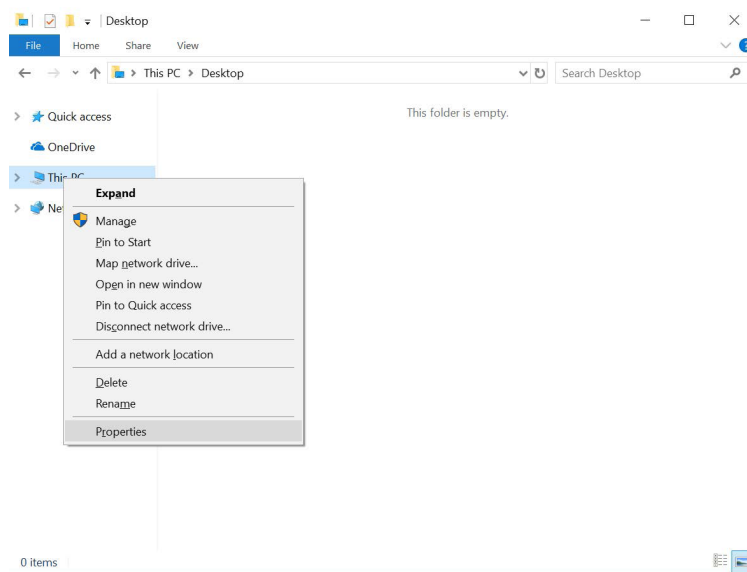 Desktop
File Home Share View
This PC Desktop Search Desktop
This folder is empty.
Quick access
OneDrive
This PC
Expand
Manage
Pin to Start
Map network drive...
Open in new window
Pin to Quick access
Disconnect network drive...
Add a network location
Delete
Rename
Properties
0 items